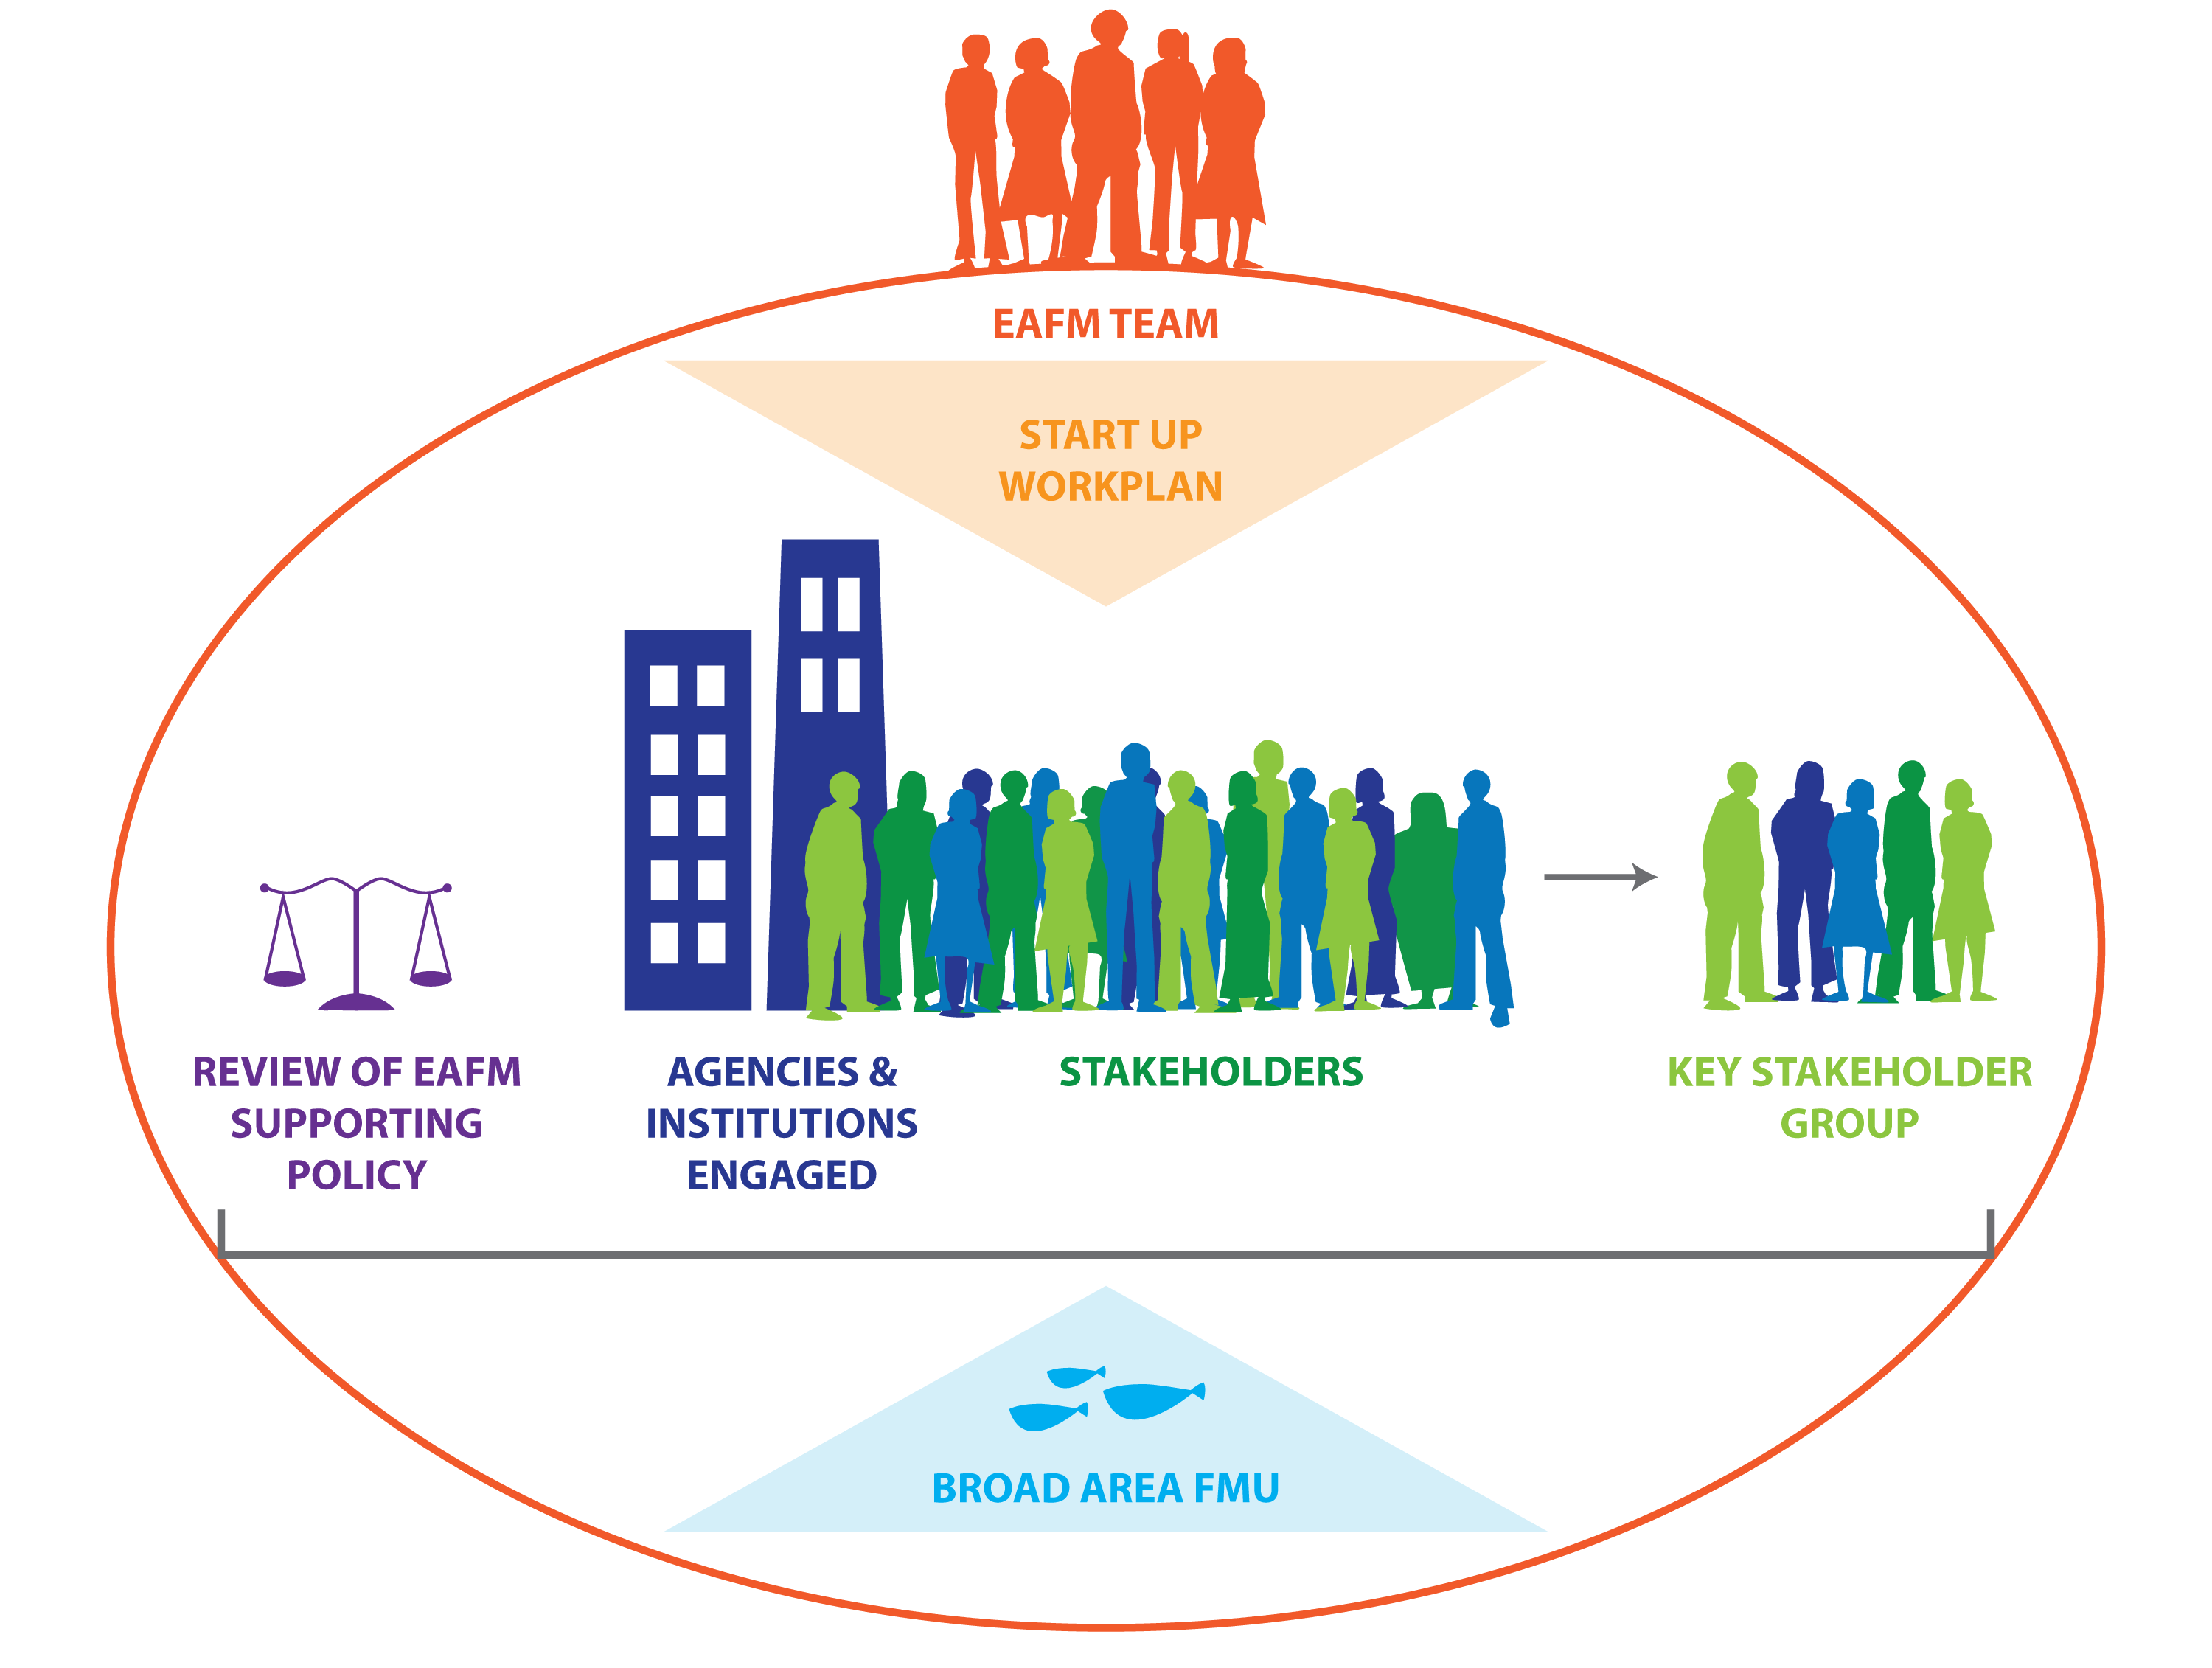 EAFM TEAM
START UP
WORKPLAN
REVIEW OF EAFM
SUPPORTING
POLICY
AGENCIES &
INSTITUTIONS
ENGAGED
STAKEHOLDERS
KEY STAKEHOLDER
GROUP
BROAD AREA FMU